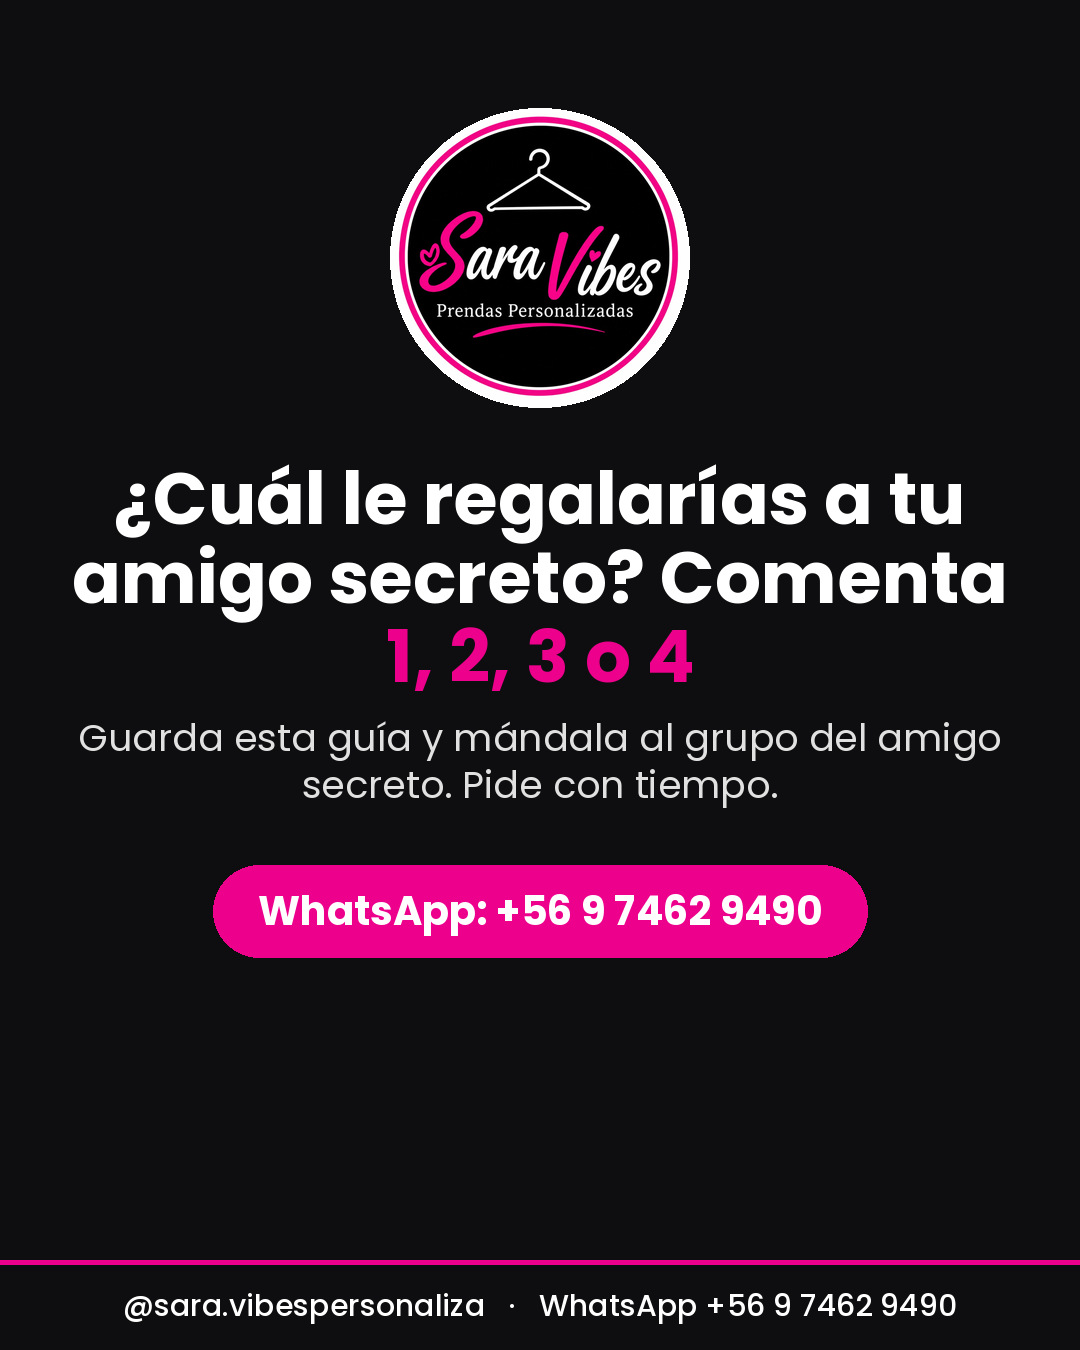 Sara Vibes
Prendas Personalizadas
¿Cuál le regalarías a tu
amigo secreto? Comenta
1, 2, 3 o 4
Guarda esta guía y mándala al grupo del amigo
secreto. Pide con tiempo.
WhatsApp: +56 9 7462 9490
@sara.vibespersonaliza · WhatsApp +56 9 7462 9490